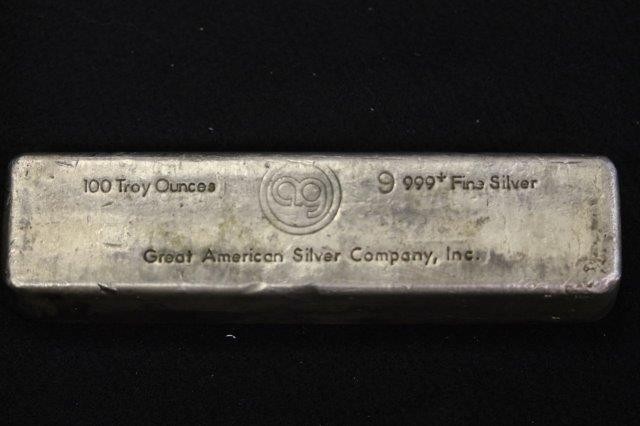 100 Troy Ounces
ag
9 999+ Fine Silver
Great American Silver Company, Inc.